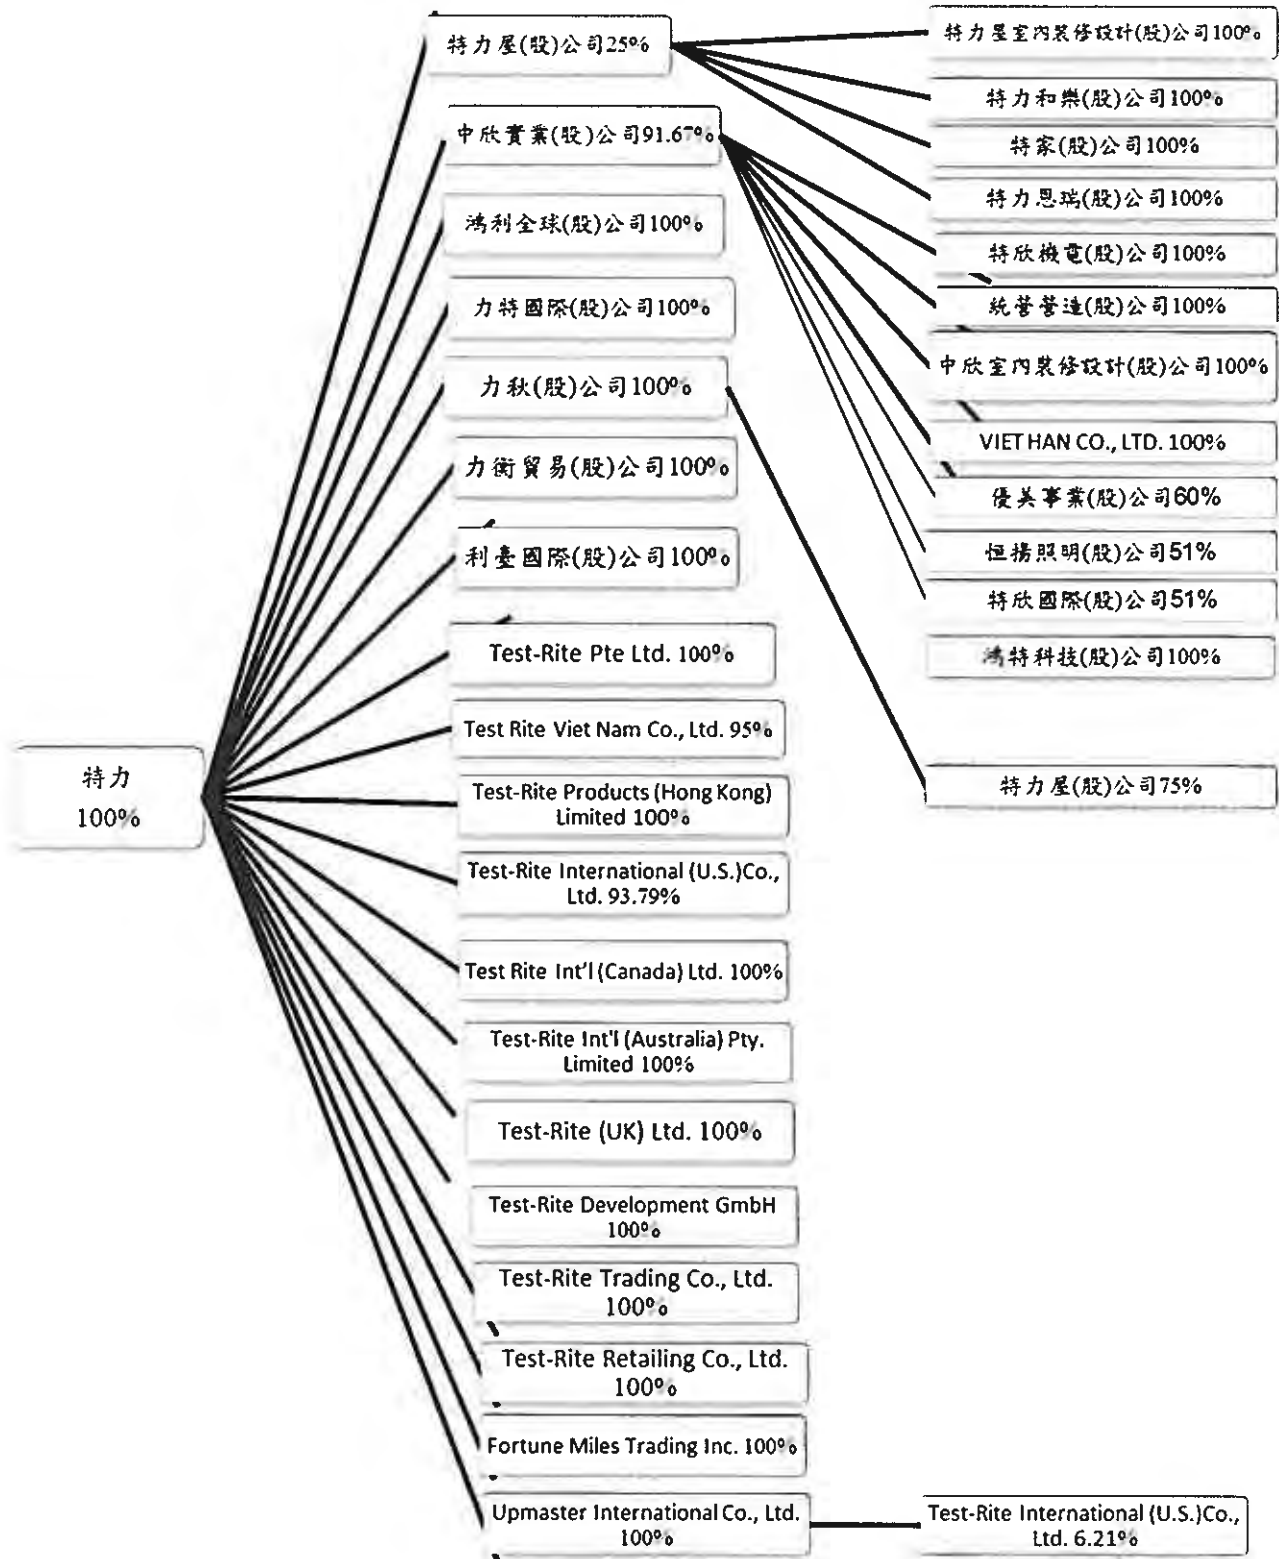 特力
100%
特力屋(股)公司25%
中欣實業(股)公司91.67%
鴻利全球(股)公司100%
力特國際(股)公司100%
力秋(股)公司100%
力衡貿易(股)公司100%
利臺國際(股)公司100%
Test-Rite Pte Ltd. 100%
Test Rite Viet Nam Co., Ltd. 95%
Test-Rite Products (Hong Kong)
Limited 100%
Test-Rite International (U.S.)Co.,
Ltd. 93.79%
Test Rite Int'l (Canada) Ltd. 100%
Test-Rite Int'l (Australia) Pty.
Limited 100%
Test-Rite (UK) Ltd. 100%
Test-Rite Development GmbH
100%
Test-Rite Trading Co., Ltd.
100%
Test-Rite Retailing Co., Ltd.
100%
Fortune Miles Trading Inc. 100%
Upmaster International Co., Ltd.
100%
特力屋室內裝修設計(股)公司100%
特力和樂(股)公司100%
特家(股)公司100%
特力恩瑞(股)公司100%
特欣機電(股)公司100%
統營營造(股)公司100%
中欣室內裝修設計(股)公司100%
VIET HAN CO., LTD. 100%
優美事業(股)公司60%
恒揚照明(股)公司51%
特欣國際(股)公司51%
鴻特科技(股)公司100%
特力屋(股)公司75%
Test-Rite International (U.S.)Co.,
Ltd. 6.21%